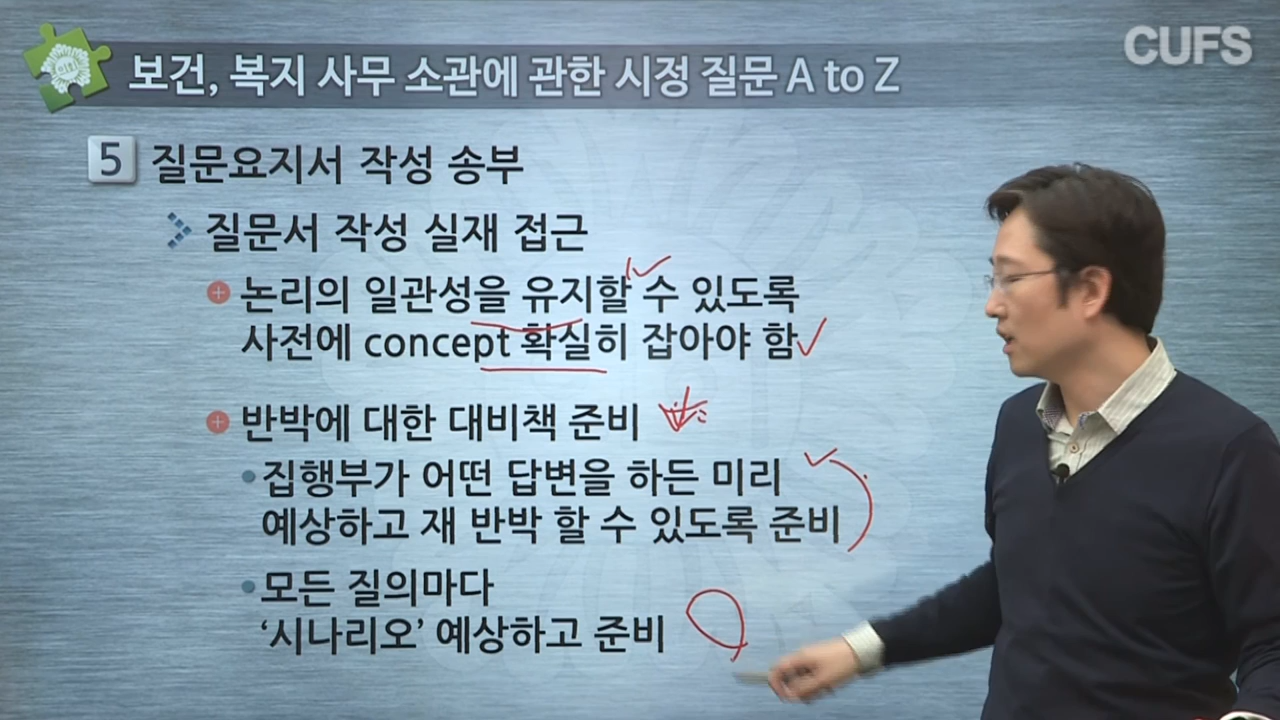 CUFS
보건, 복지 사무 소관에 관한 시정 질문 A to Z
5 질문요지서 작성 송부
질문서 작성 실재 접근
논리의 일관성을 유지할 수 있도록
사전에 concept 확실히 잡아야 함
반박에 대한 대비책 준비
집행부가 어떤 답변을 하든 미리
예상하고 재 반박 할 수 있도록 준비
모든 질의마다
‘시나리오’ 예상하고 준비